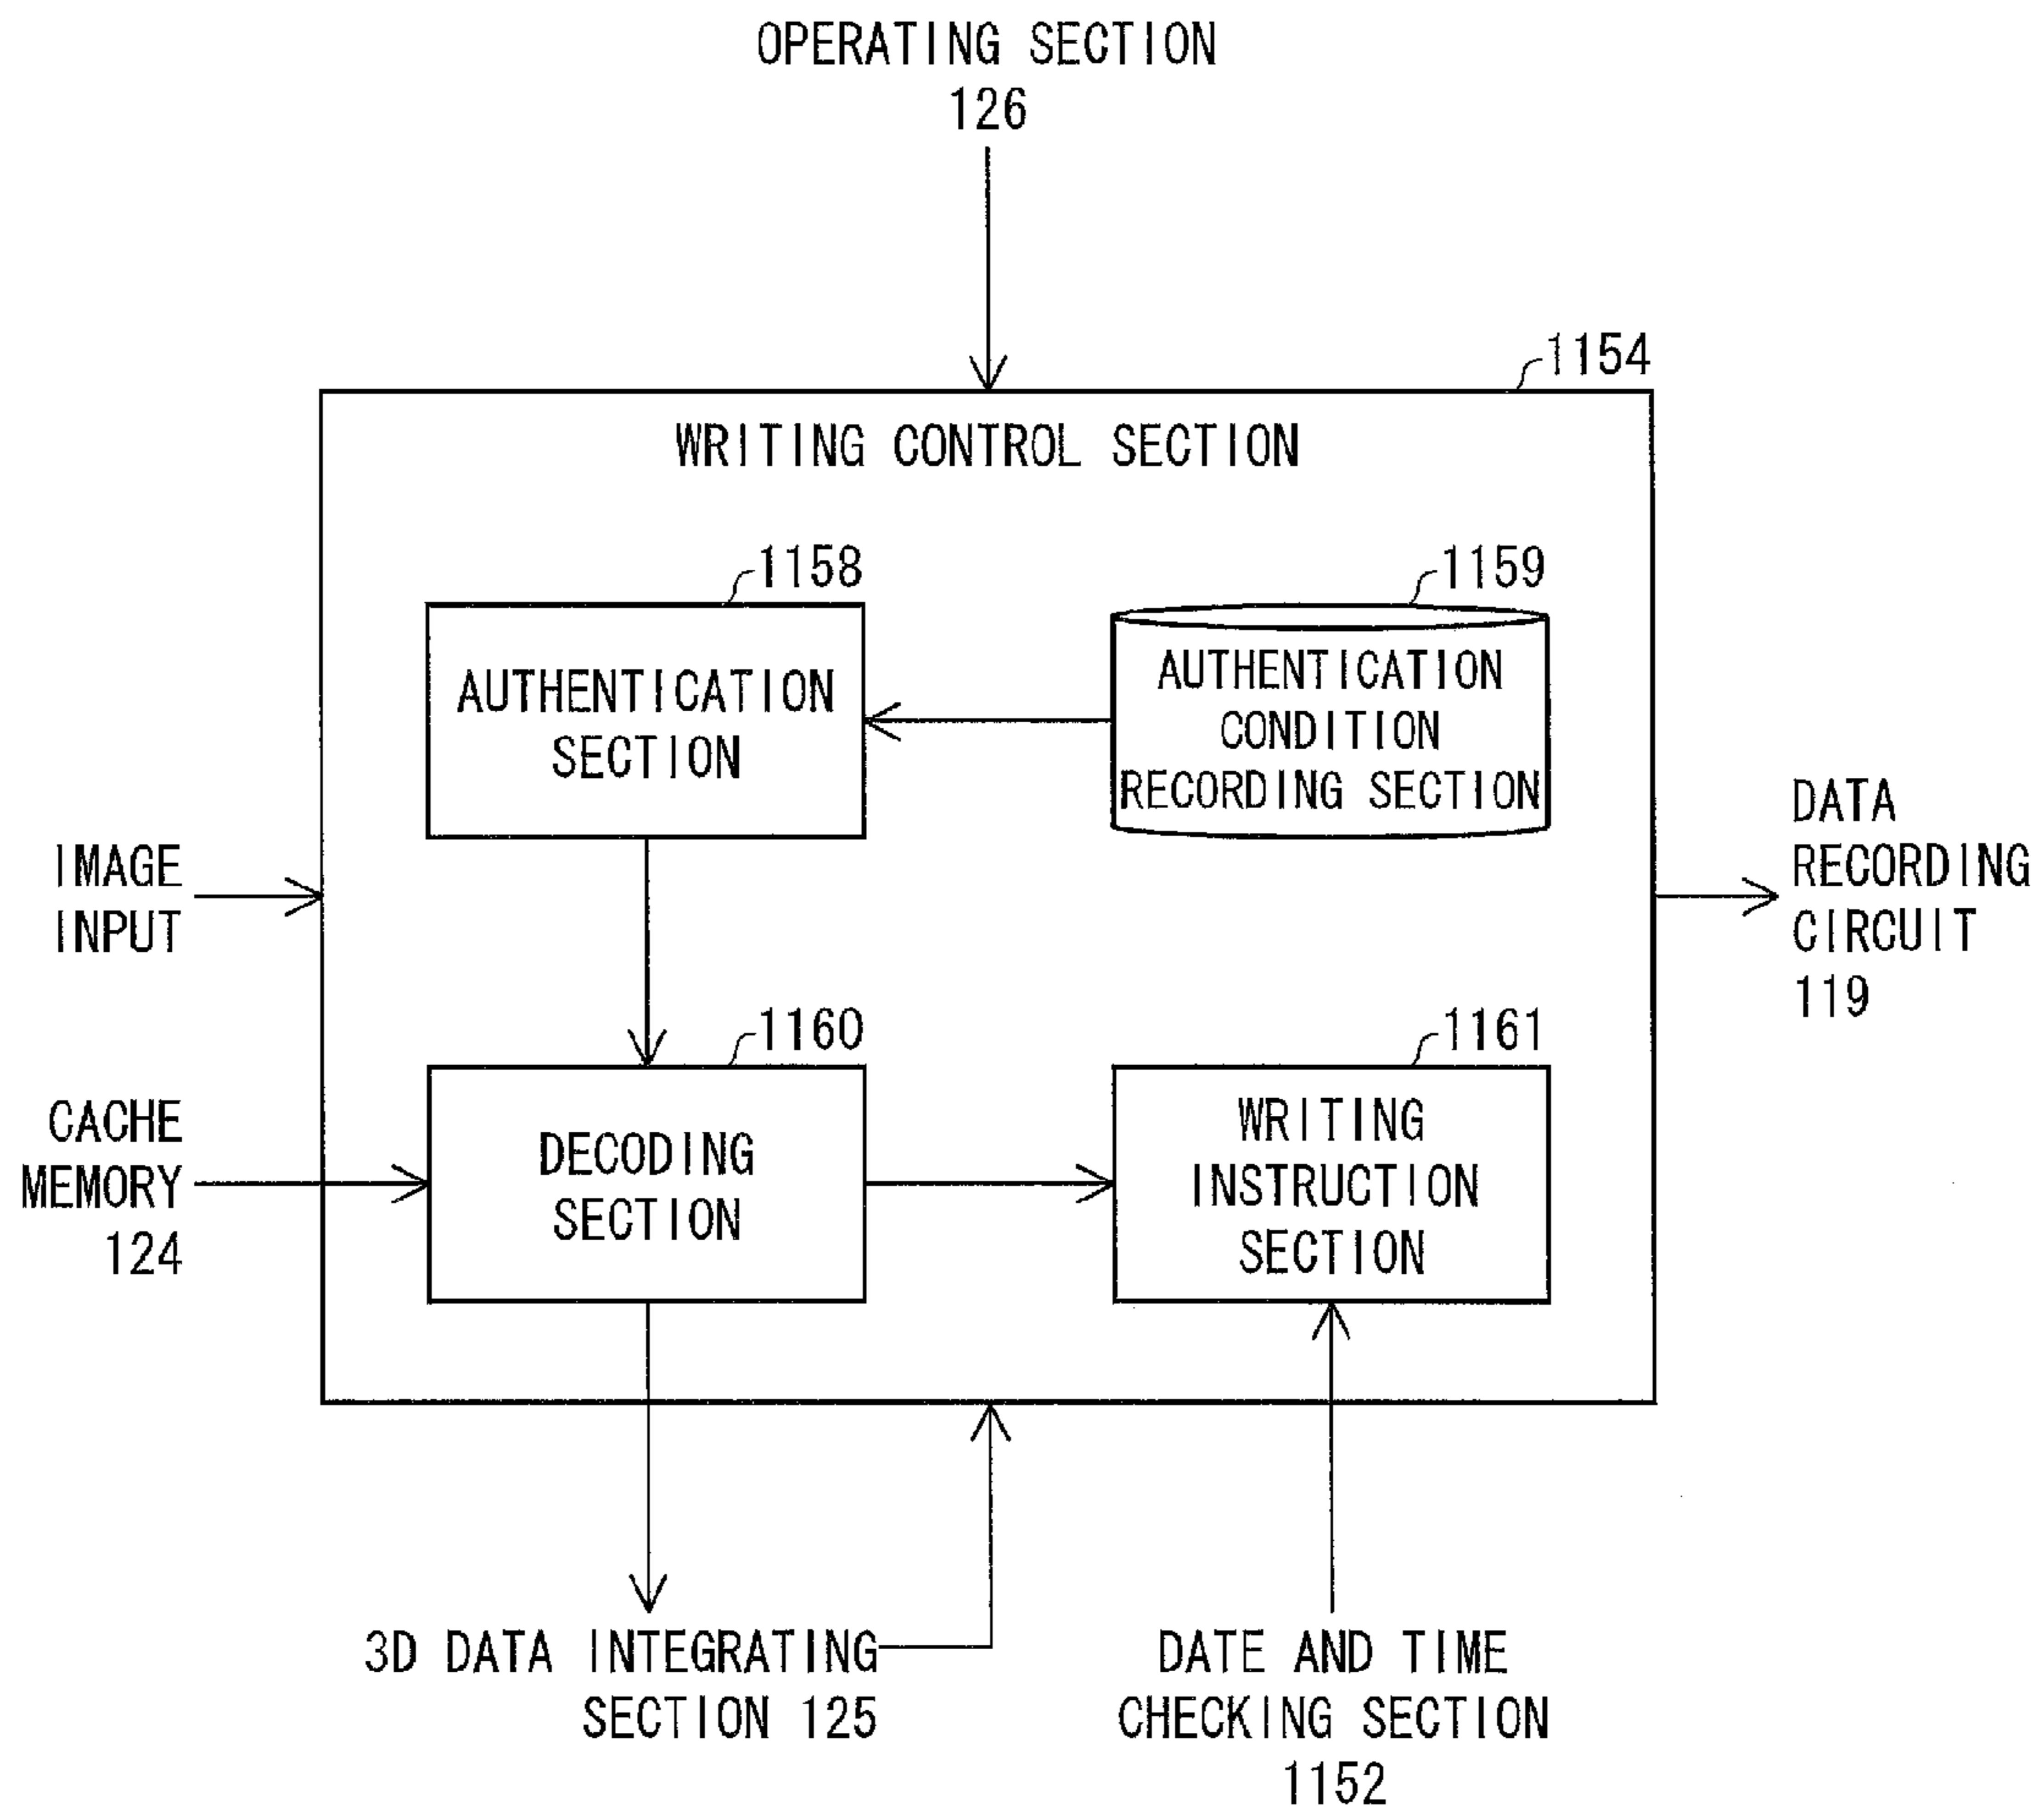 OPERATING SECTION
126
1154
WRITING CONTROL SECTION
1158
1159
AUTHENTICATION
SECTION
AUTHENTICATION
CONDITION
RECORDING SECTION
IMAGE
INPUT
DATA
RECORDING
CIRCUIT
119
1160
1161
CACHE
MEMORY
124
DECODING
SECTION
WRITING
INSTRUCTION
SECTION
3D DATA INTEGRATING
SECTION 125
DATE AND TIME
CHECKING SECTION
1152